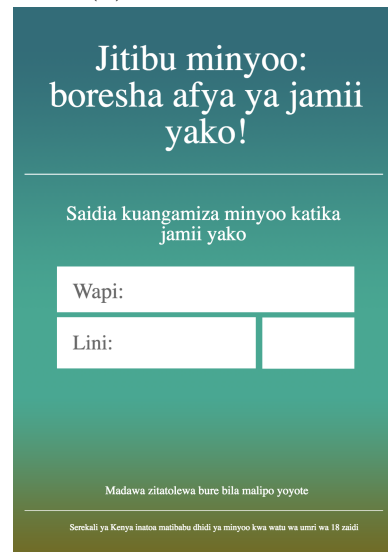 Jitibu minyoo:
boresha afya ya jamii
yako!
Saidia kuangamiza minyoo katika
jamii yako
Wapi:
Lini:
Madawa zitatolewa bure bila malipo yoyote
Serekali ya Kenya inatoa matibabu dhidi ya minyoo kwa watu wa umri wa 18 zaidi